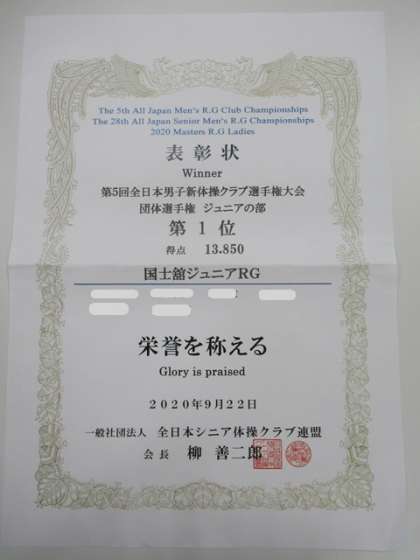 The 5th All Japan Men's R.G Club Championships
The 28th All Japan Senior Men's R.G Championships
2020 Masters R.G Ladies
表彰状
Winner
第5回全日本男子新体操クラブ選手権大会
団体選手権 ジュニアの部
第1位
得点 13.850
国士舘ジュニアRG
栄誉を称える
Glory is praised
2020年9月22日
一般社団法人 全日本シニア体操クラブ連盟
会長 柳 善二郎